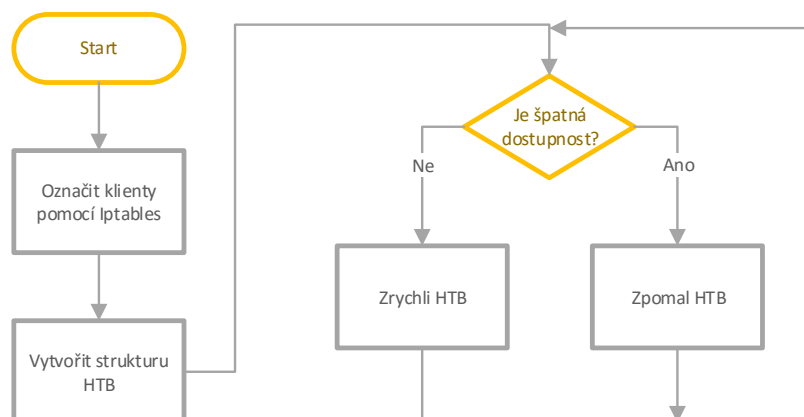 Start
Označit klienty
pomocí Iptables
Vytvořit strukturu
HTB
Je špatná
dostupnost?
Ne
Ano
Zrychli HTB
Zpomal HTB